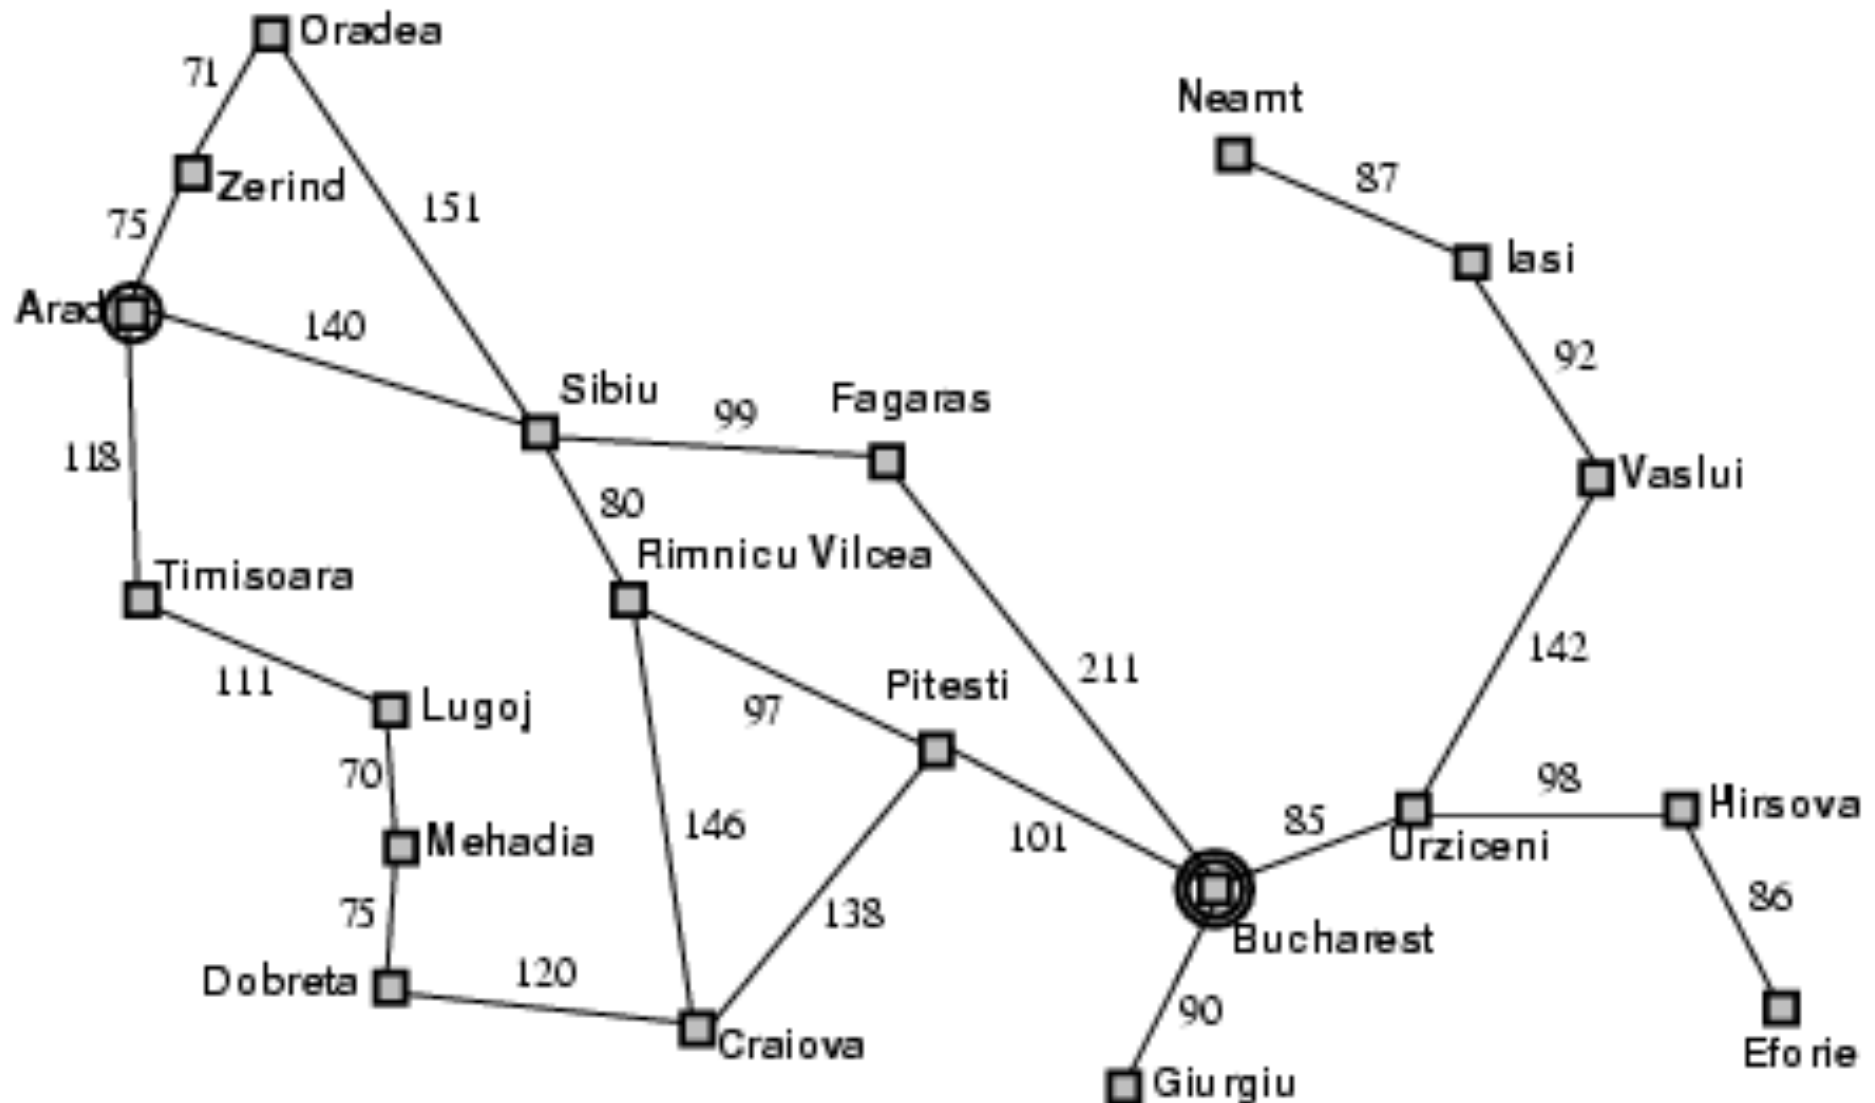 Oradea
71
Neamt
Zerind
87
151
75
Iasi
Arad
140
92
Sibiu
Fagaras
99
118
Vaslui
80
Rimnicu Vilcea
Timisoara
142
211
111
Pitesti
Lugoj
97
70
98
Hirsova
146
101
85
Mehadia
Urziceni
86
75
138
Bucharest
Dobreta
120
90
Craiova
Eforie
Giurgiu